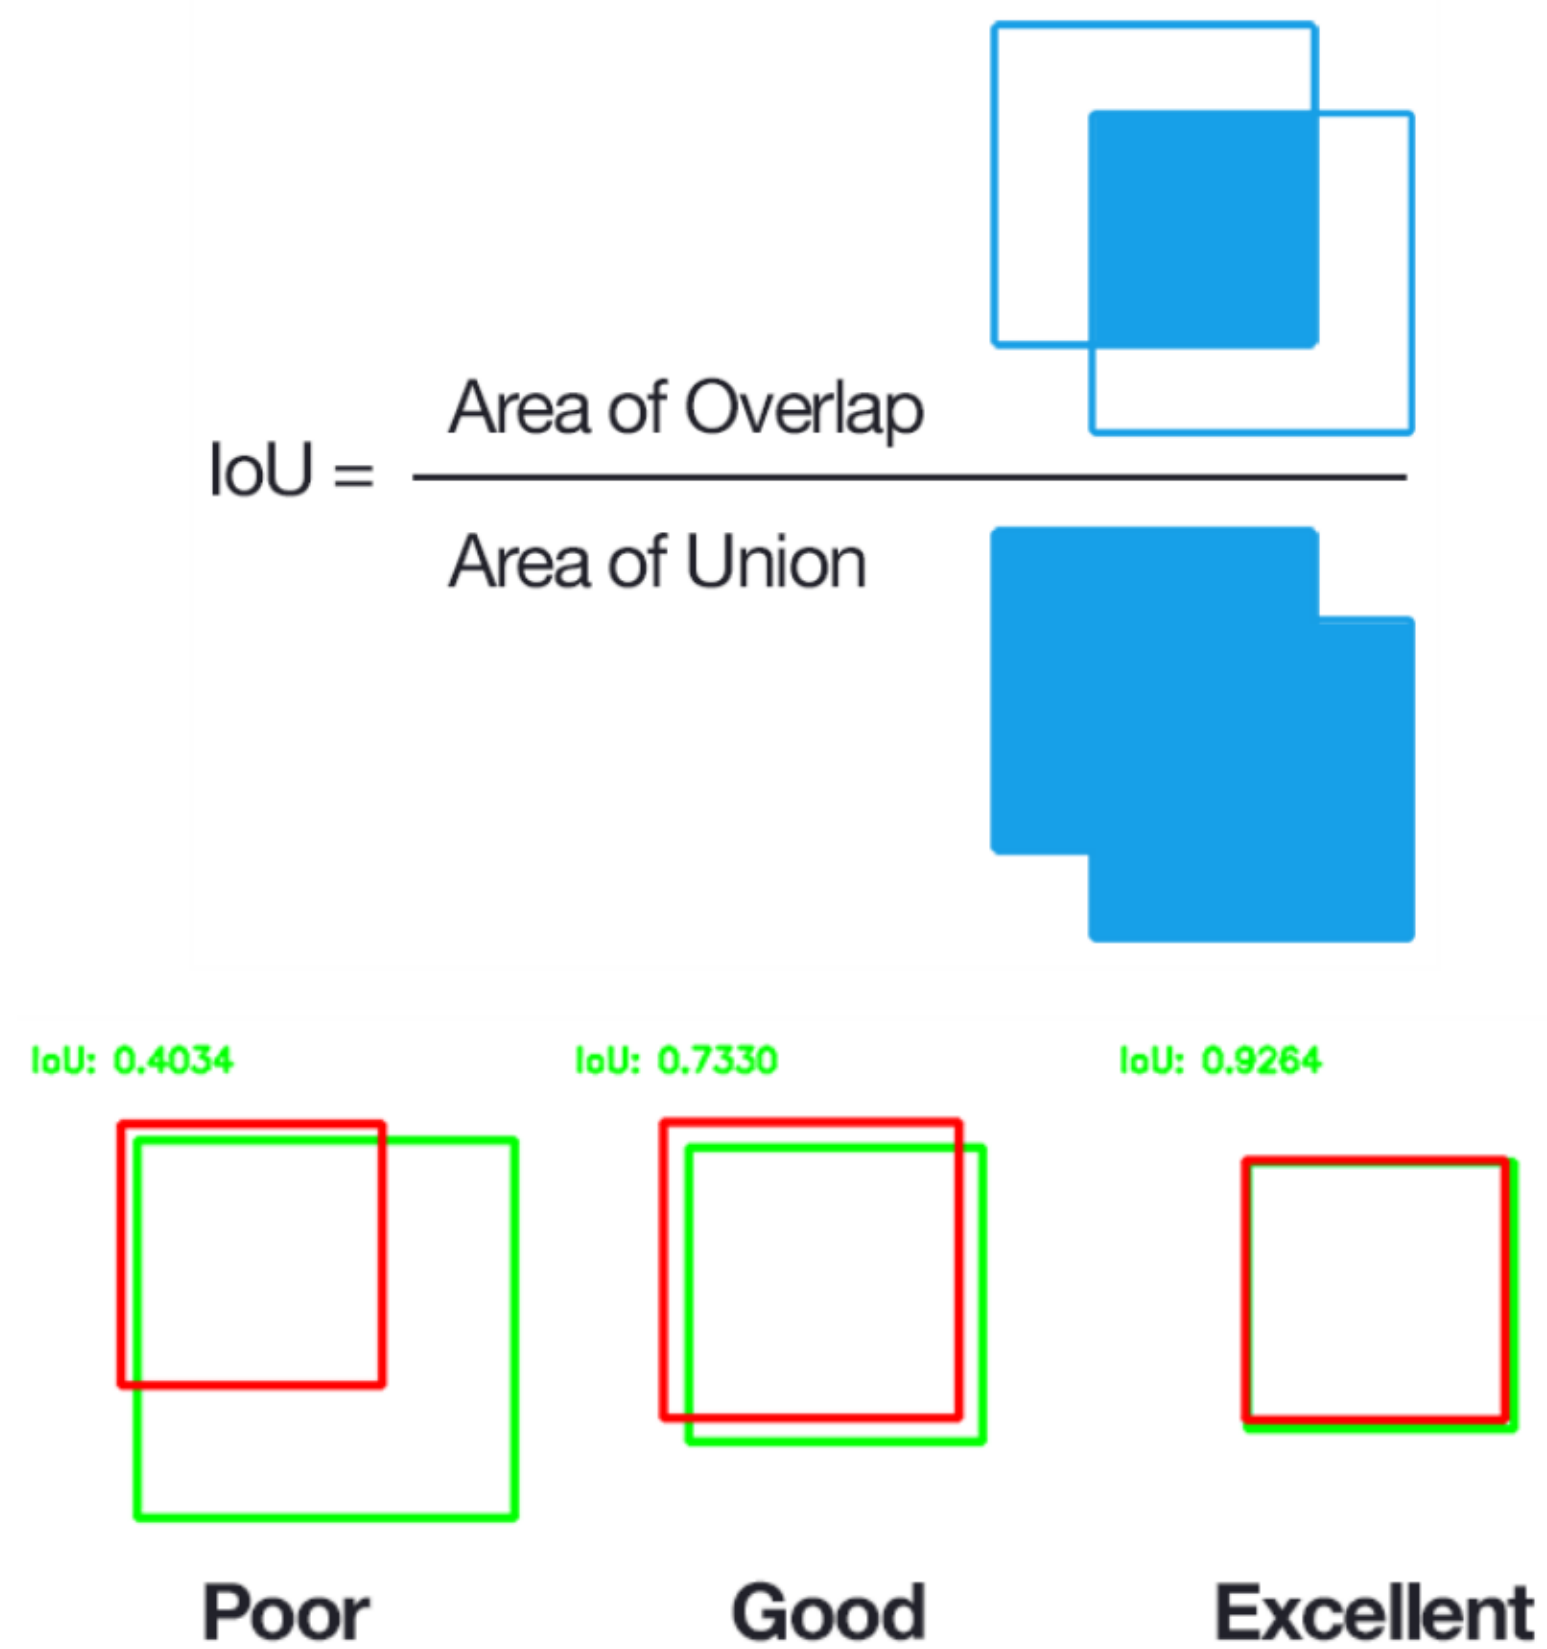 Area of Overlap
IoU =
Area of Union
IoU: 0.4034
IoU: 0.7330
IoU: 0.9264
Poor
Good
Excellent